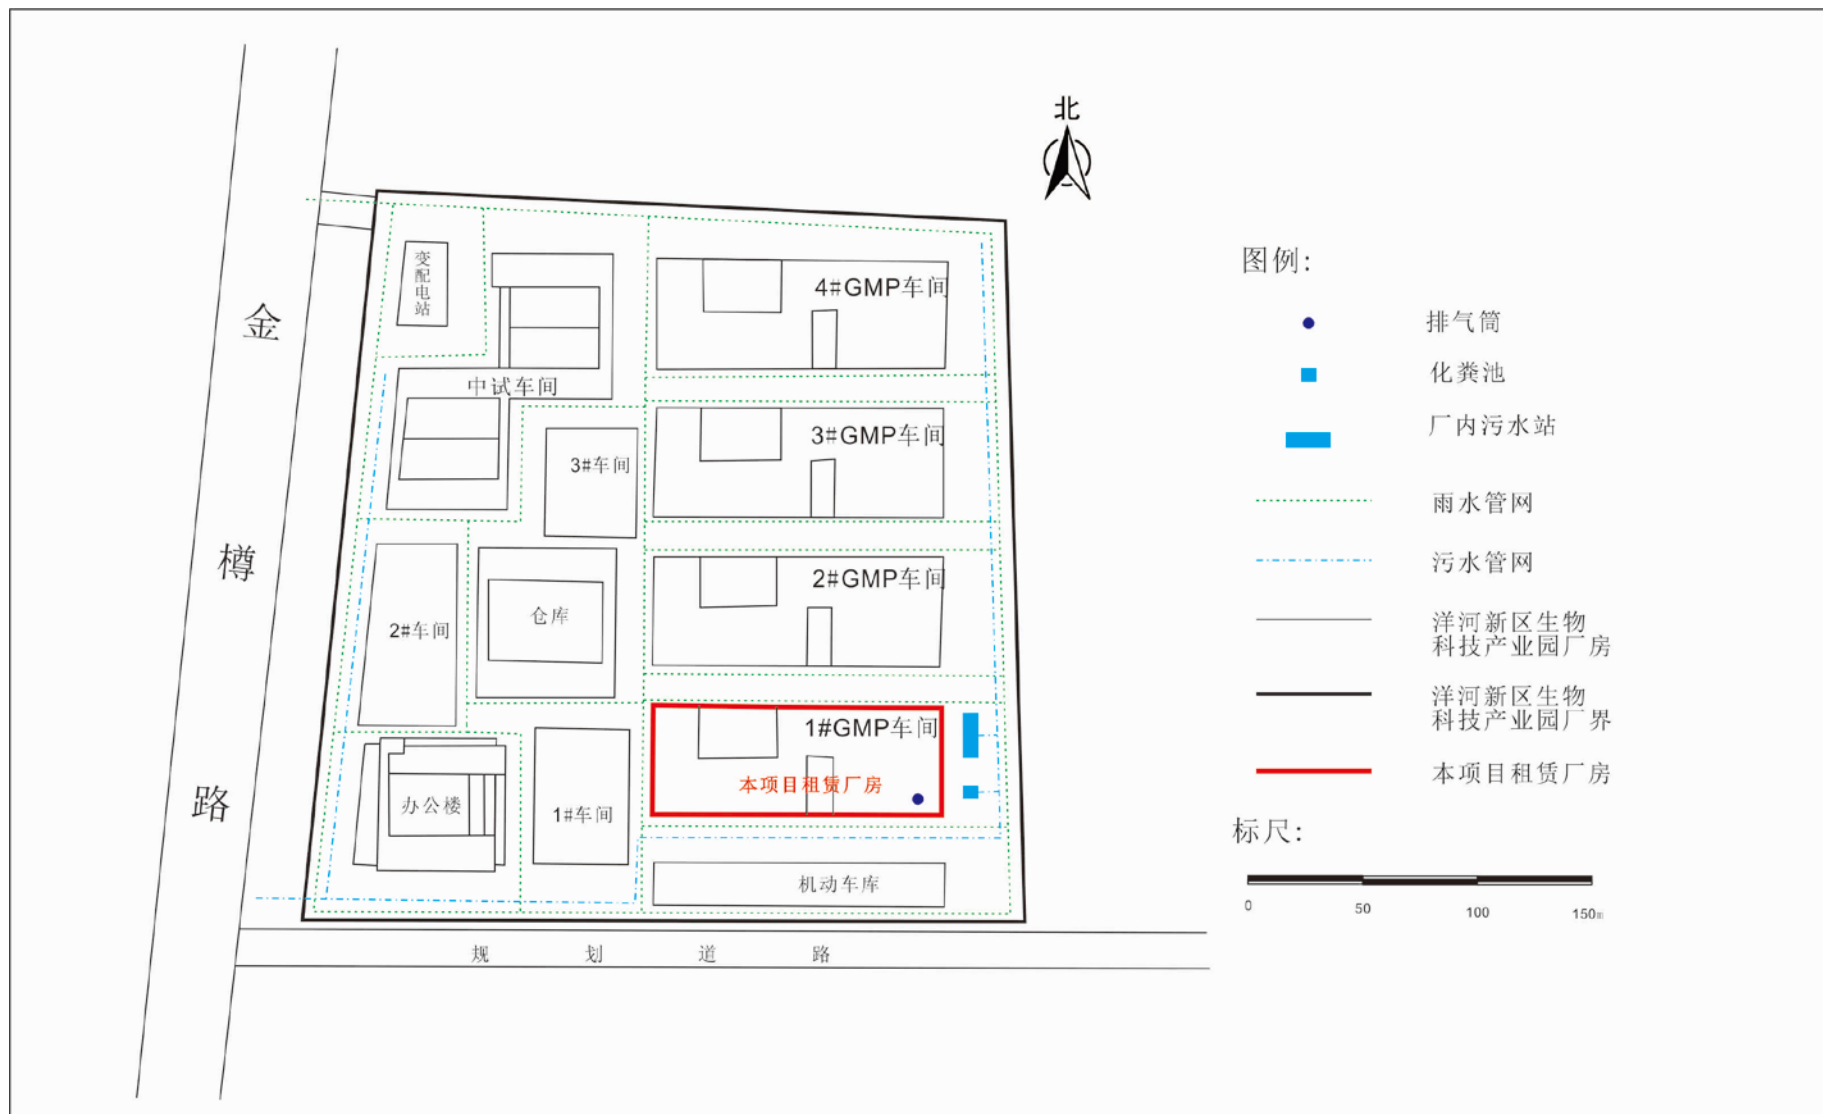 北
变配电站
4#GMP车间
中试车间
3#GMP车间
3#车间
2#GMP车间
仓库
2#车间
1#GMP车间
本项目租赁厂房
办公楼
1#车间
机动车库
金樽路
规划道路
图例:
排气筒
化粪池
厂内污水站
雨水管网
污水管网
洋河新区生物
科技产业园厂房
洋河新区生物
科技产业园厂界
本项目租赁厂房
标尺:
0 50 100 150m